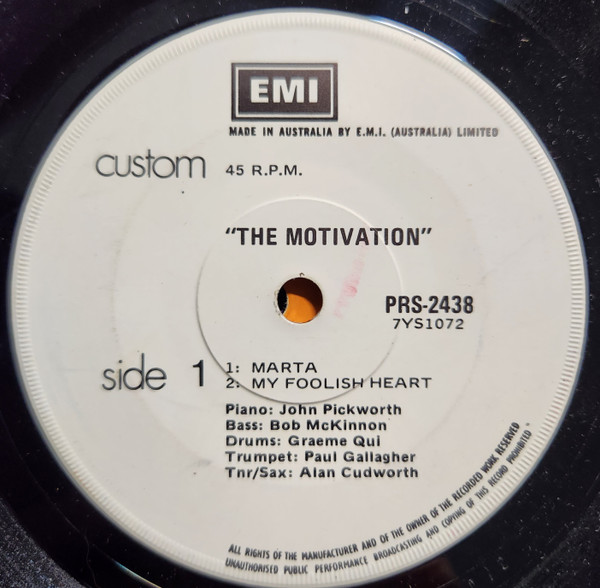 EMI
MADE IN AUSTRALIA BY E.M.I. (AUSTRALIA) LIMITED
custom 45 R.P.M.
"THE MOTIVATION"
PRS-2438
7YS1072
side 1
1: MARTA
2: MY FOOLISH HEART
Piano: John Pickworth
Bass: Bob McKinnon
Drums: Graeme Qui
Trumpet: Paul Gallagher
Tnr/Sax: Alan Cudworth
ALL RIGHTS OF THE MANUFACTURER AND OF THE OWNER OF THE RECORDED WORK RESERVED
UNAUTHORISED PUBLIC PERFORMANCE BROADCASTING AND COPYING OF THIS RECORD PROHIBITED